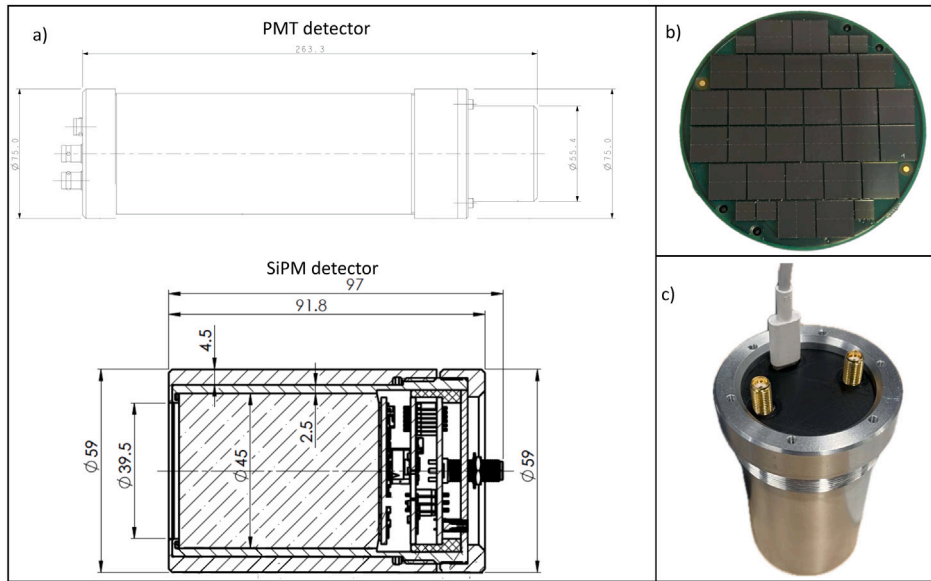 a)
PMT detector
263.3
Ø75.0
Ø55.4
Ø75.0
SiPM detector
97
91.8
4.5
2.5
Ø59
Ø39.5
Ø45
Ø59
b)
c)